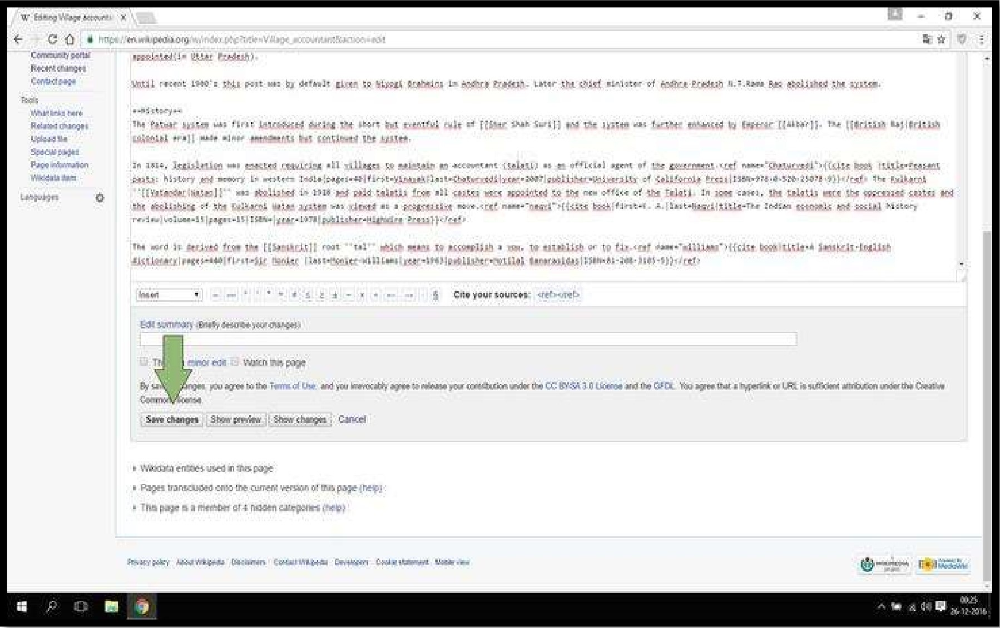 Editing Village accounta
https://en.wikipedia.org/w/index.php?title=Village_accountant&action=edit
Community portal
Recent changes
Contact page
Tools
What links here
Related changes
Upload file
Special pages
Page information
Wikidata item
Languages
appointed(in Uttar Pradesh).
Until recent 1980's this post was by default given to Niyogi Brahmins in Andhra Pradesh. Later the chief minister of Andhra Pradesh N.T.Rama Rao abolished the system.
==History==
The Patwar system was first introduced during the short but eventful rule of [[Sher Shah Suri]] and the system was further enhanced by Emperor [[Akbar]]. The [[British Raj|British
colonial era]] made minor amendments but continued the system.
In 1814, legislation was enacted requiring all villages to maintain an accountant (talati) as an official agent of the government.<ref name="Chaturvedi">{{cite book |title=Peasant
pasts: history and memory in western India|pages=40|first=Vinayak|last=Chaturvedi|year=2007|publisher=University of California Press|ISBN=978-0-520-25078-9}}</ref> The Kulkarni
''[[Vatandar|Watan]]'' was abolished in 1918 and paid talatis from all castes were appointed to the new office of the Talati. In some cases, the talatis were the oppressed castes and
the abolishing of the Kulkarni Watan system was viewed as a progressive move.<ref name="naqvi">{{cite book|first=K. A.|last=Naqvi|title=The Indian economic and social history
review|volume=15|pages=15|ISBN=|year=1978|publisher=Highwire Press}}</ref>
The word is derived from the [[Sanskrit]] root ''tal'' which means to accomplish a vow, to establish or to fix.<ref name="williams">{{cite book|title=A Sanskrit-English
dictionary|pages=440|first=Sir Monier |last=Monier-Williams|year=1963|publisher=Motilal Banarasidas|ISBN=81-208-3105-5}}</ref>
Insert
Cite your sources: <ref></ref>
Edit summary (Briefly describe your changes)
minor edit Watch this page
you agree to the Terms of Use, and you irrevocably agree to release your contribution under the CC BY-SA 3.0 License and the GFDL. You agree that a hyperlink or URL is sufficient attribution under the Creative
Commons license.
Save changes Show preview Show changes Cancel
Wikidata entities used in this page
Pages transcluded onto the current version of this page (help)
This page is a member of 4 hidden categories (help)
Privacy policy About Wikipedia Disclaimers Contact Wikipedia Developers Cookie statement Mobile view
WIKIMEDIA
MediaWiki
00:25
26-12-2016